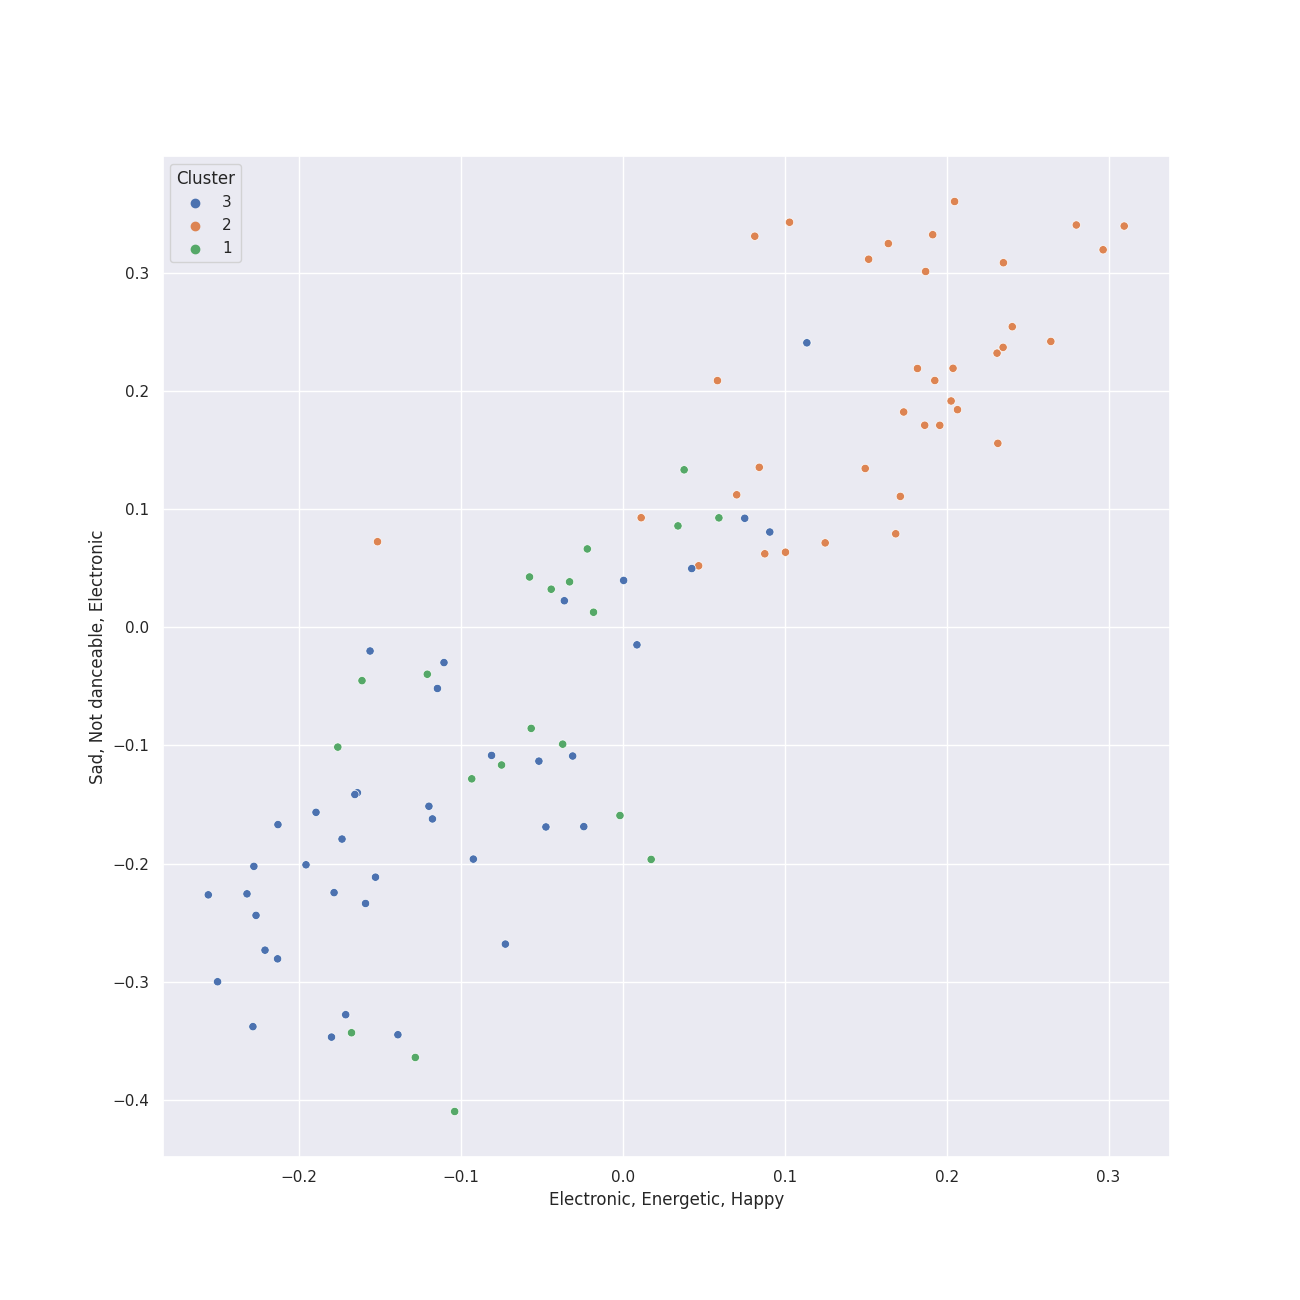 Cluster
3
2
1
0.3
0.2
0.1
0.0
−0.1
−0.2
−0.3
−0.4
Sad, Not danceable, Electronic
−0.2 −0.1 0.0 0.1 0.2 0.3
Electronic, Energetic, Happy